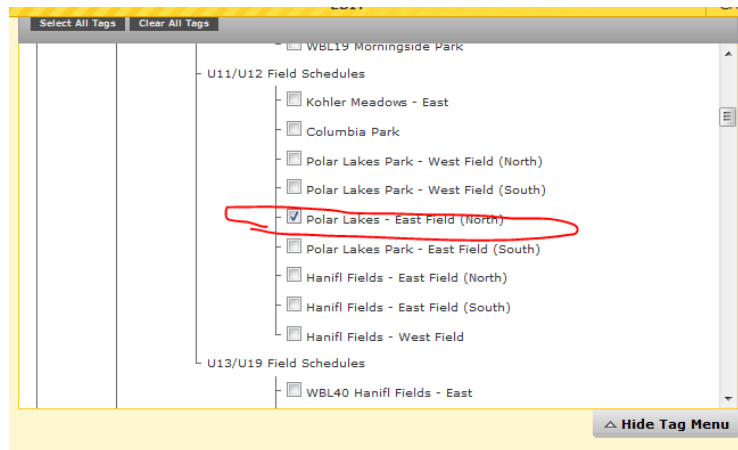 Select All Tags Clear All Tags
WBL19 Morningside Park
U11/U12 Field Schedules
Kohler Meadows - East
Columbia Park
Polar Lakes Park - West Field (North)
Polar Lakes Park - West Field (South)
Polar Lakes - East Field (North)
Polar Lakes Park - East Field (South)
Hanifl Fields - East Field (North)
Hanifl Fields - East Field (South)
Hanifl Fields - West Field
U13/U19 Field Schedules
WBL40 Hanifl Fields - East
Hide Tag Menu